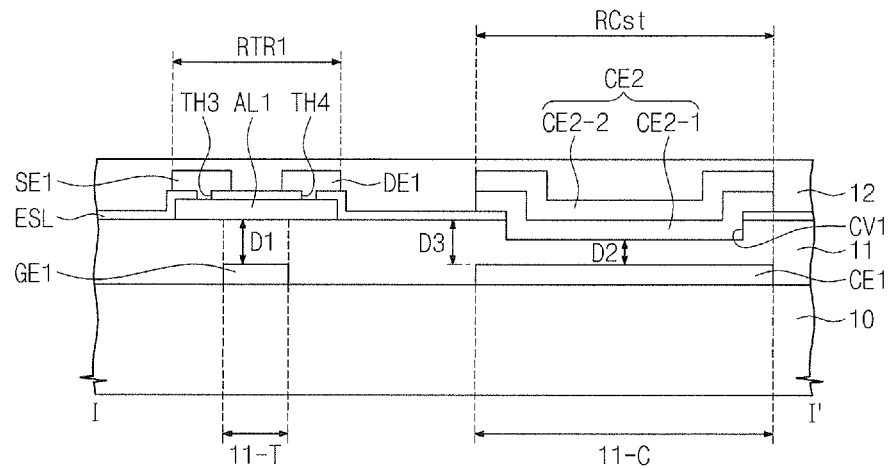 RCst
RTR1
CE2
TH3 AL1 TH4
CE2-2 CE2-1
SE1
DE1
12
ESL
CV1
D1
D3
D2
11
GE1
CE1
10
I
I'
11-T
11-C